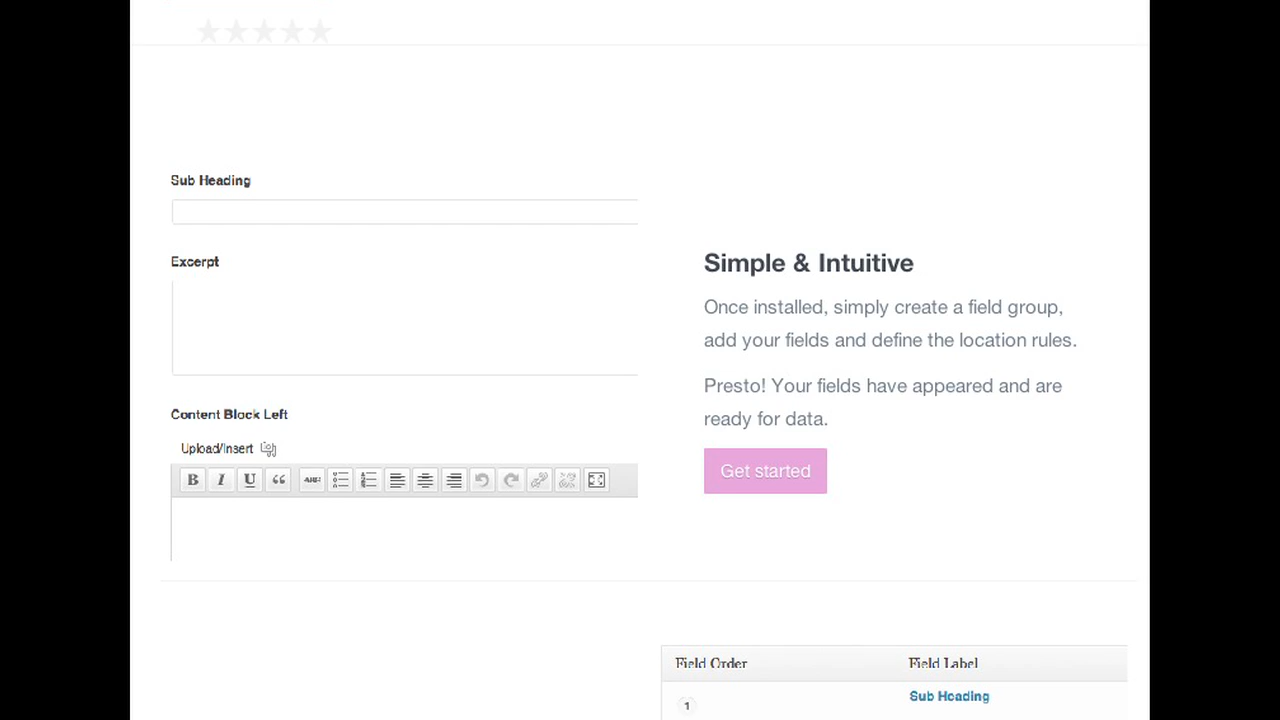 Sub Heading
Excerpt
Content Block Left
Upload/Insert
B I U ABC
Simple & Intuitive
Once installed, simply create a field group,
add your fields and define the location rules.
Presto! Your fields have appeared and are
ready for data.
Get started
Field Order Field Label
1 Sub Heading